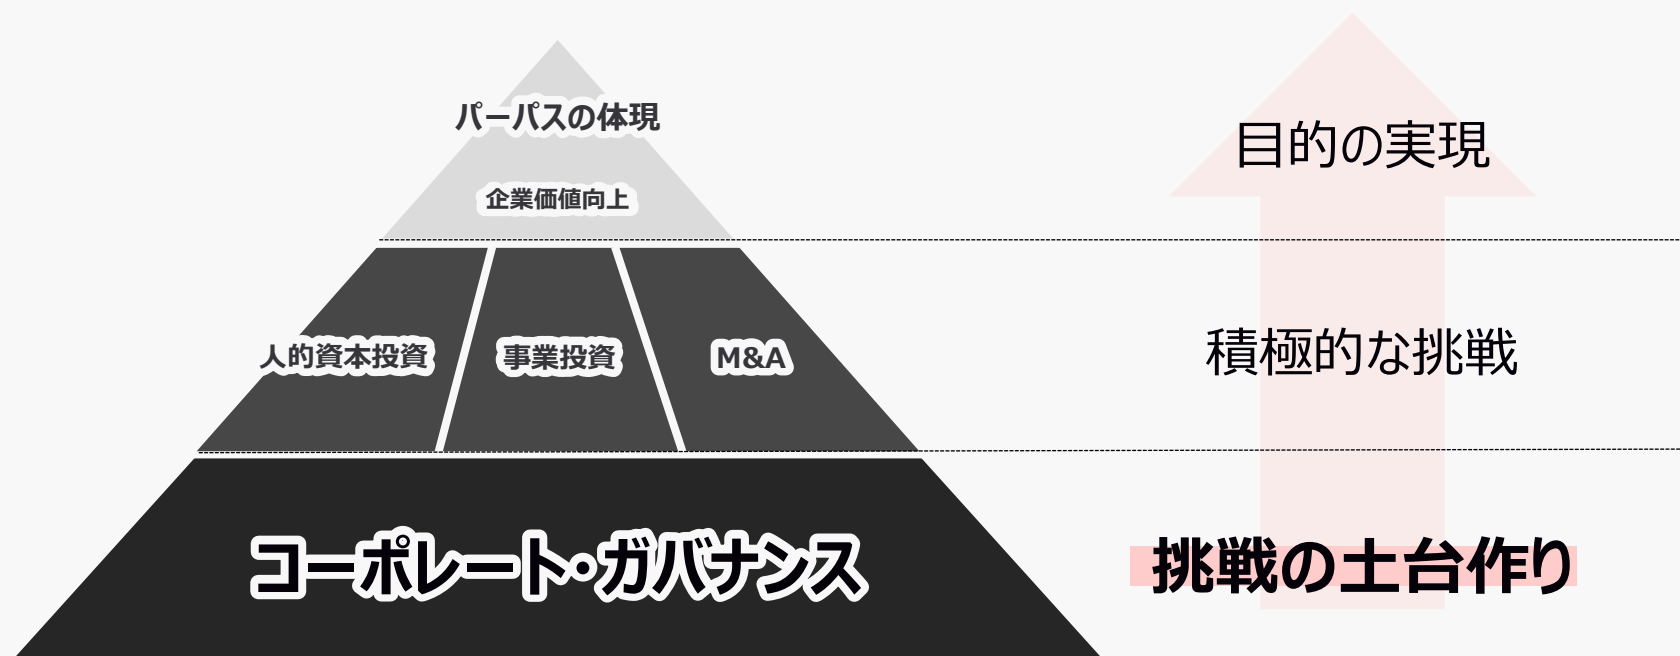 パーパスの体現
企業価値向上
目的の実現
人的資本投資
事業投資
M&A
積極的な挑戦
コーポレート・ガバナンス
挑戦の土台作り